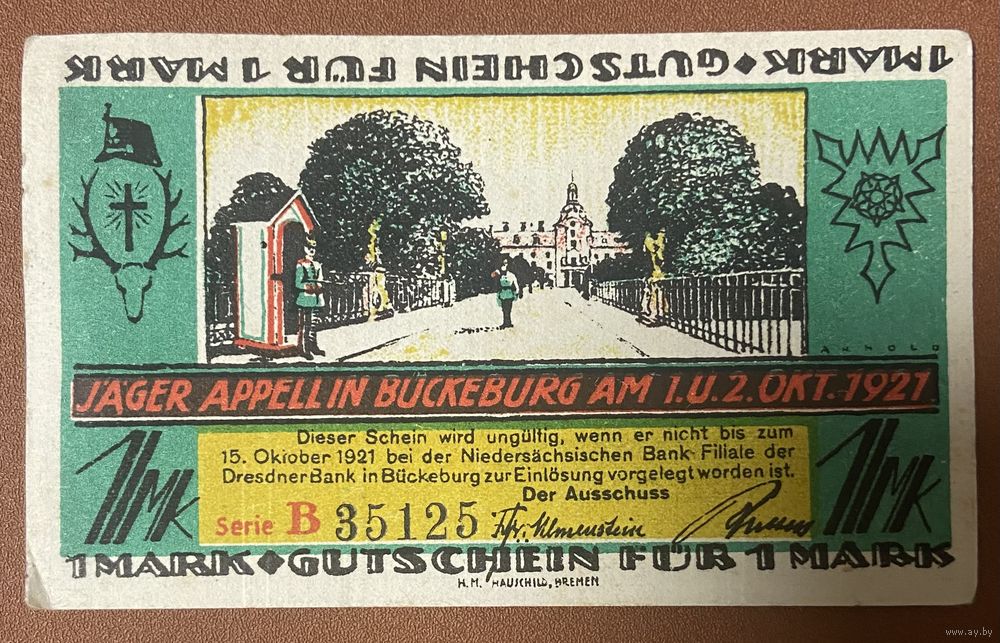 1 MARK ◆ GUTSCHEIN FÜR 1 MARK
ARNOLD
JÄGER APPELL IN BÜCKEBURG AM 1. U. 2. OKT. 1921
1 MK
Dieser Schein wird ungültig, wenn er nicht bis zum
15. Oktober 1921 bei der Niedersächsischen Bank-Filiale der
Dresdner Bank in Bückeburg zur Einlösung vorgelegt worden ist.
Der Ausschuss
Serie B 35125
1 MK
1 MARK ◆ GUTSCHEIN FÜR 1 MARK
H. M. HAUSCHILD, BREMEN
www.ay.by